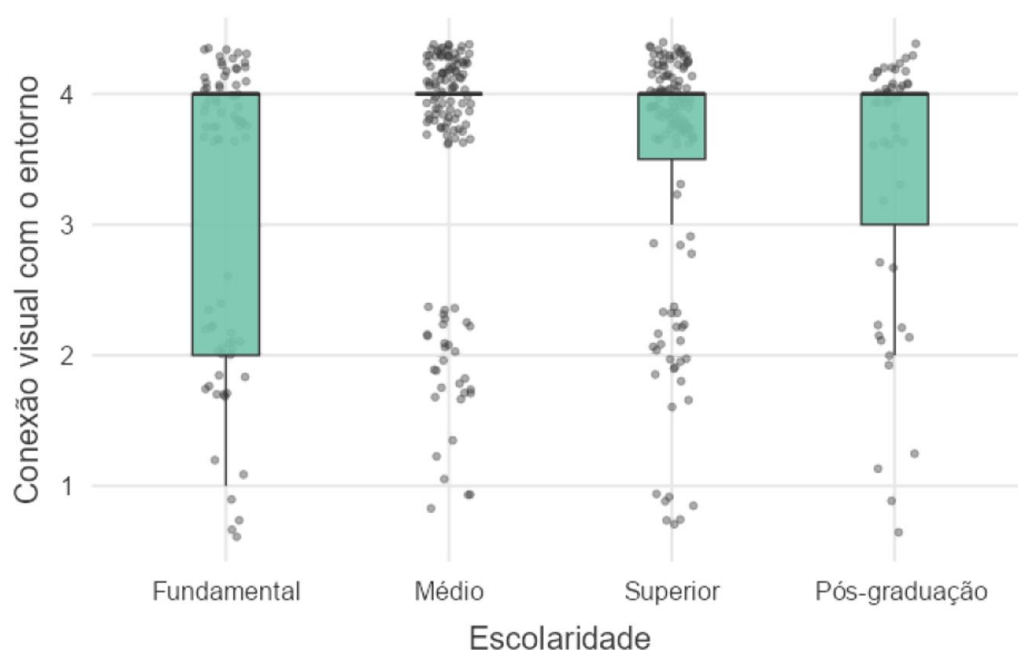 Conexão visual com o entorno
4
3
2
1
Fundamental Médio Superior Pós-graduação
Escolaridade